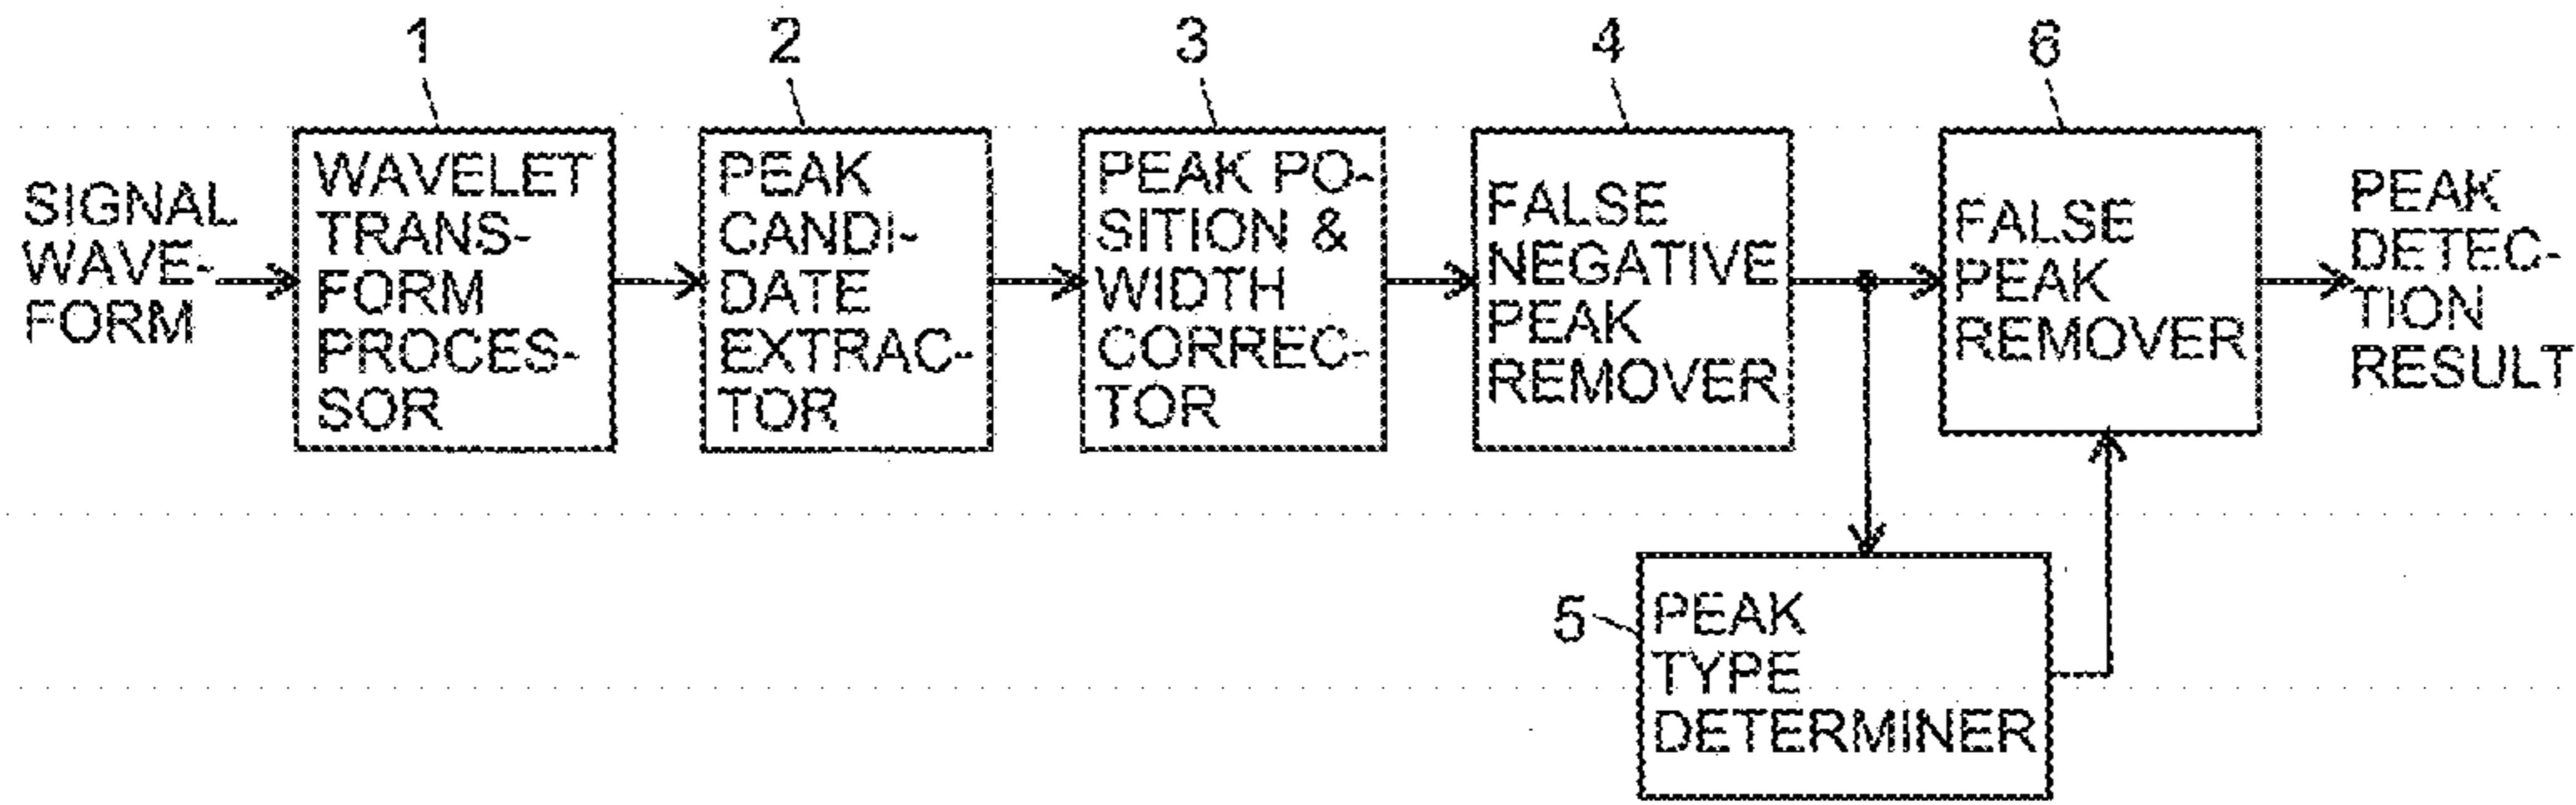 1
2
3
4
6
SIGNAL
WAVE-
FORM
WAVELET
TRANS-
FORM
PROCES-
SOR
PEAK
CANDI-
DATE
EXTRAC-
TOR
PEAK PO-
SITION &
WIDTH
CORREC-
TOR
FALSE
NEGATIVE
PEAK
REMOVER
FALSE
PEAK
REMOVER
PEAK
DETEC-
TION
RESULT
5
PEAK
TYPE
DETERMINER